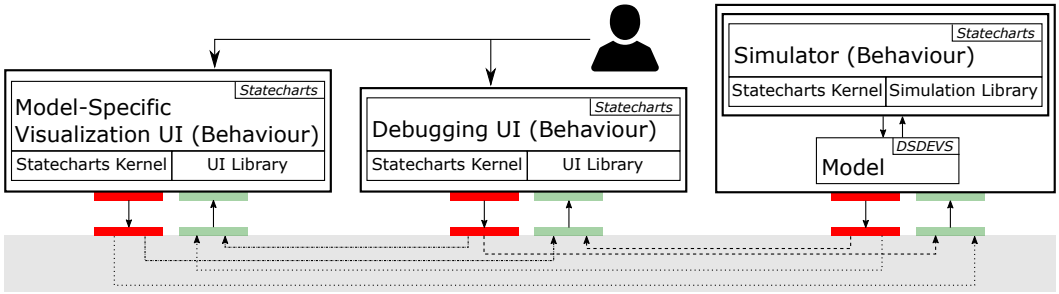 Statecharts
Model-Specific
Visualization UI (Behaviour)
Statecharts Kernel
UI Library
Statecharts
Debugging UI (Behaviour)
Statecharts Kernel
UI Library
Statecharts
Simulator (Behaviour)
Statecharts Kernel
Simulation Library
DSDEVS
Model